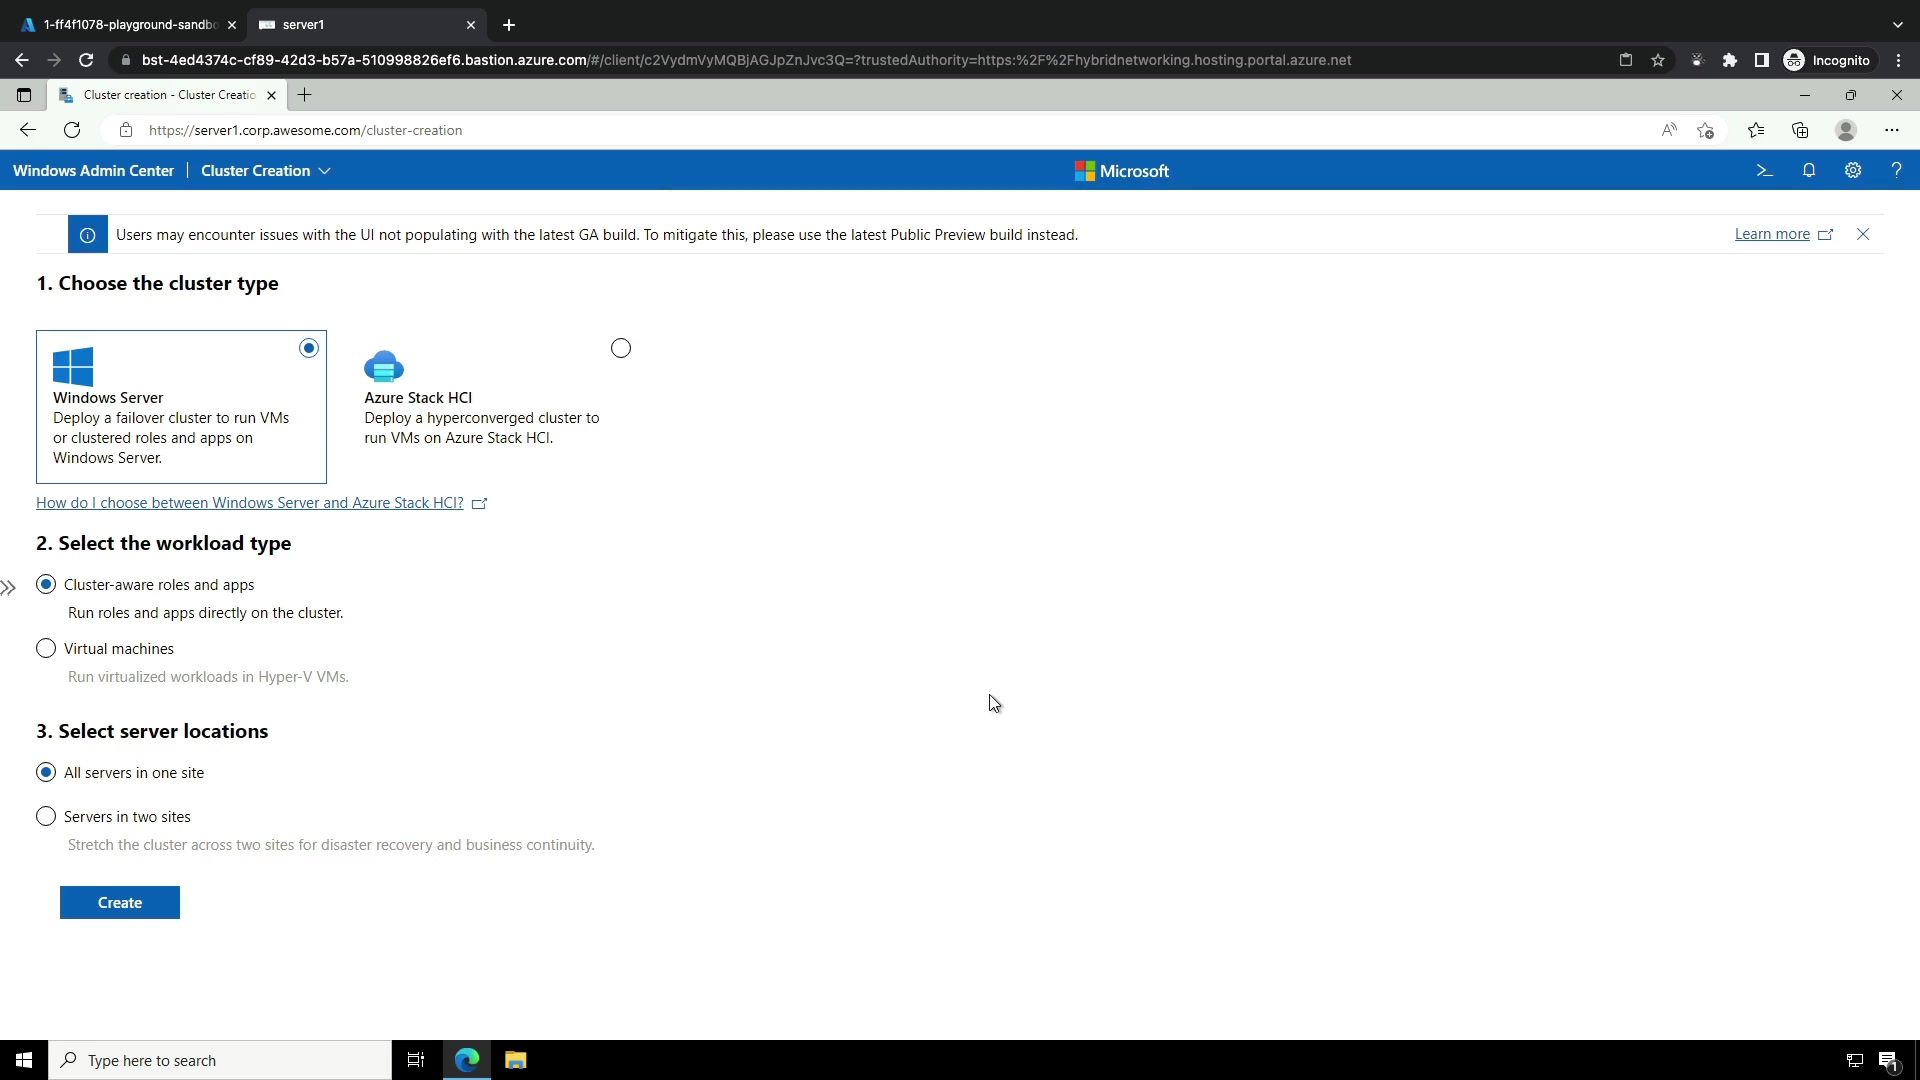 1-ff4f1078-playground-sandbo
server1
bst-4ed4374c-cf89-42d3-b57a-510998826ef6.bastion.azure.com/#/client/c2VydmVyMQBjAGJpZnJvc3Q=?trustedAuthority=https:%2F%2Fhybridnetworking.hosting.portal.azure.net
Incognito
Cluster creation - Cluster Creatio
https://server1.corp.awesome.com/cluster-creation
Windows Admin Center
Cluster Creation
Microsoft
Users may encounter issues with the UI not populating with the latest GA build. To mitigate this, please use the latest Public Preview build instead.
Learn more
1. Choose the cluster type
Windows Server
Deploy a failover cluster to run VMs
or clustered roles and apps on
Windows Server.
Azure Stack HCI
Deploy a hyperconverged cluster to
run VMs on Azure Stack HCI.
How do I choose between Windows Server and Azure Stack HCI?
2. Select the workload type
Cluster-aware roles and apps
Run roles and apps directly on the cluster.
Virtual machines
Run virtualized workloads in Hyper-V VMs.
3. Select server locations
All servers in one site
Servers in two sites
Stretch the cluster across two sites for disaster recovery and business continuity.
Create
Type here to search
1